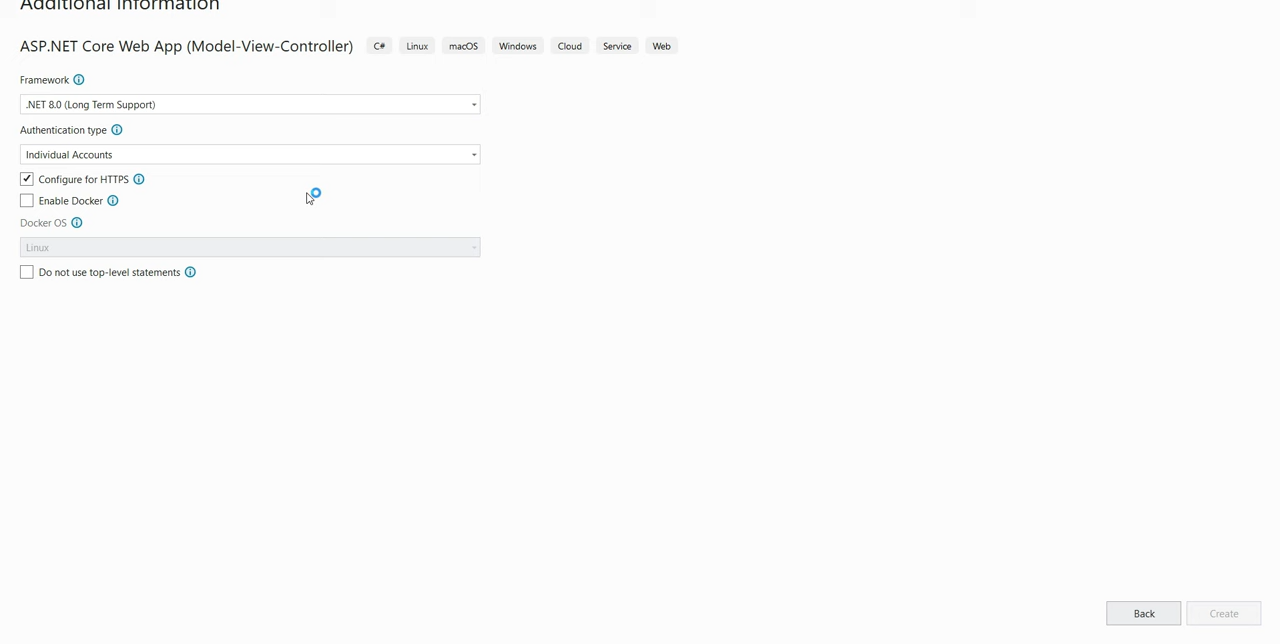 Additional information
ASP.NET Core Web App (Model-View-Controller) C# Linux macOS Windows Cloud Service Web
Framework
.NET 8.0 (Long Term Support)
Authentication type
Individual Accounts
Configure for HTTPS
Enable Docker
Docker OS
Linux
Do not use top-level statements
Back Create